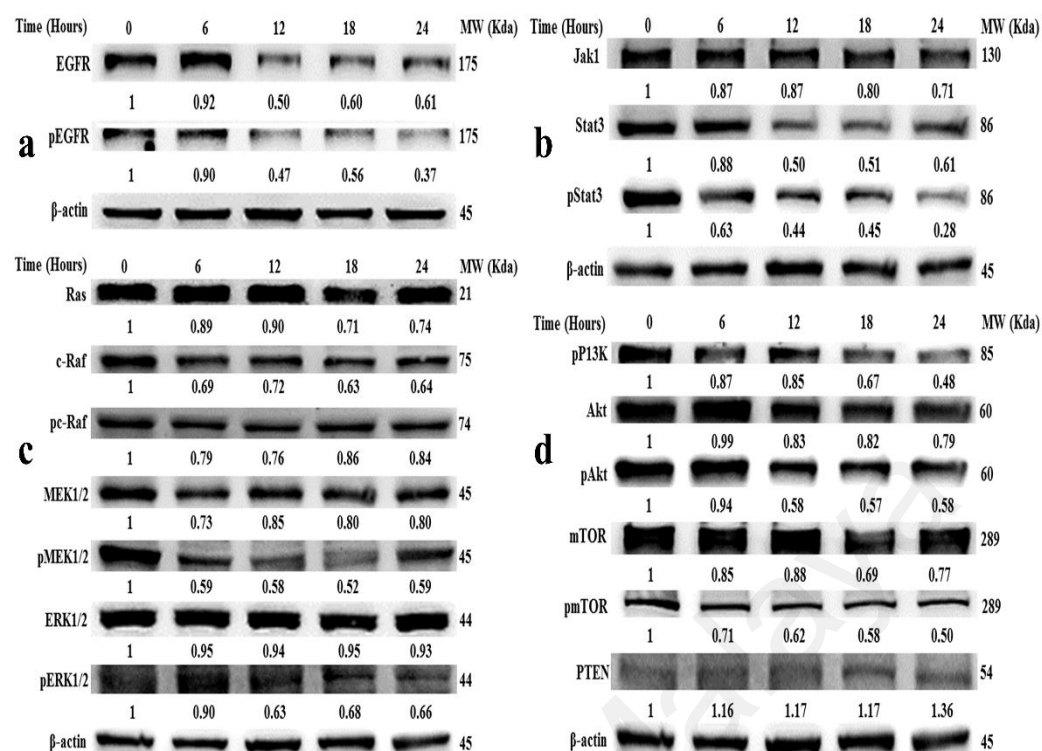 Time (Hours) 0 6 12 18 24 MW (Kda)
EGFR 175
1 0.92 0.50 0.60 0.61
pEGFR 175
a
1 0.90 0.47 0.56 0.37
β-actin 45
Time (Hours) 0 6 12 18 24 MW (Kda)
Jak1 130
1 0.87 0.87 0.80 0.71
Stat3 86
b
1 0.88 0.50 0.51 0.61
pStat3 86
1 0.63 0.44 0.45 0.28
β-actin 45
Time (Hours) 0 6 12 18 24 MW (Kda)
Ras 21
1 0.89 0.90 0.71 0.74
c-Raf 75
1 0.69 0.72 0.63 0.64
pc-Raf 74
c
1 0.79 0.76 0.86 0.84
MEK1/2 45
1 0.73 0.85 0.80 0.80
pMEK1/2 45
1 0.59 0.58 0.52 0.59
ERK1/2 44
1 0.95 0.94 0.95 0.93
pERK1/2 44
1 0.90 0.63 0.68 0.66
β-actin 45
Time (Hours) 0 6 12 18 24 MW (Kda)
pP13K 85
1 0.87 0.85 0.67 0.48
Akt 60
1 0.99 0.83 0.82 0.79
d
pAkt 60
1 0.94 0.58 0.57 0.58
mTOR 289
1 0.85 0.88 0.69 0.77
pmTOR 289
1 0.71 0.62 0.58 0.50
PTEN 54
1 1.16 1.17 1.17 1.36
β-actin 45